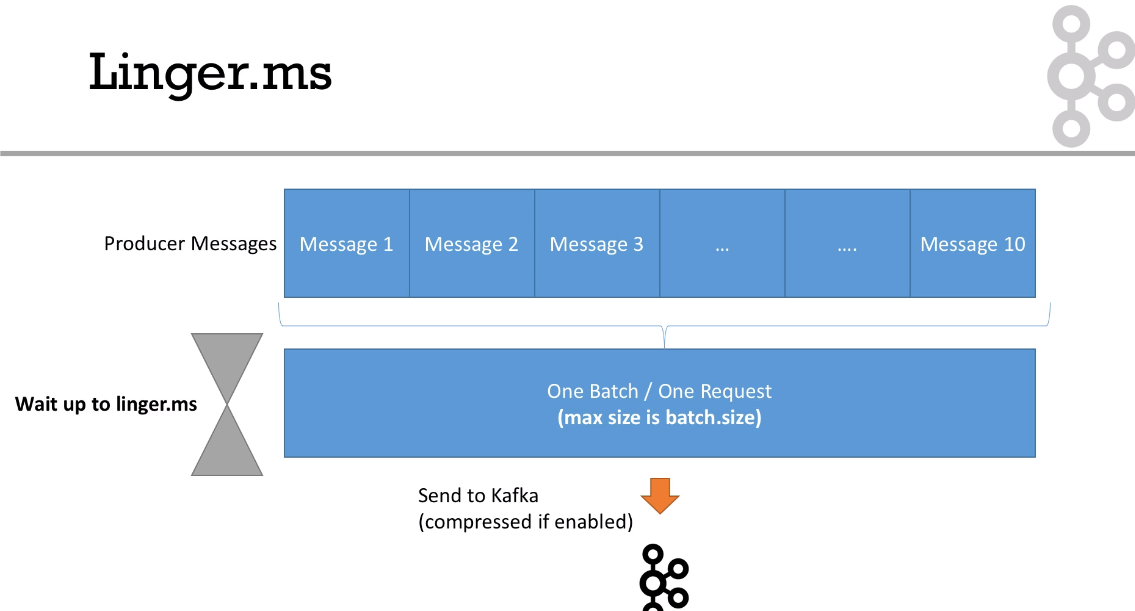 Linger.ms
Producer Messages
Message 1
Message 2
Message 3
...
....
Message 10
Wait up to linger.ms
One Batch / One Request
(max size is batch.size)
Send to Kafka
(compressed if enabled)